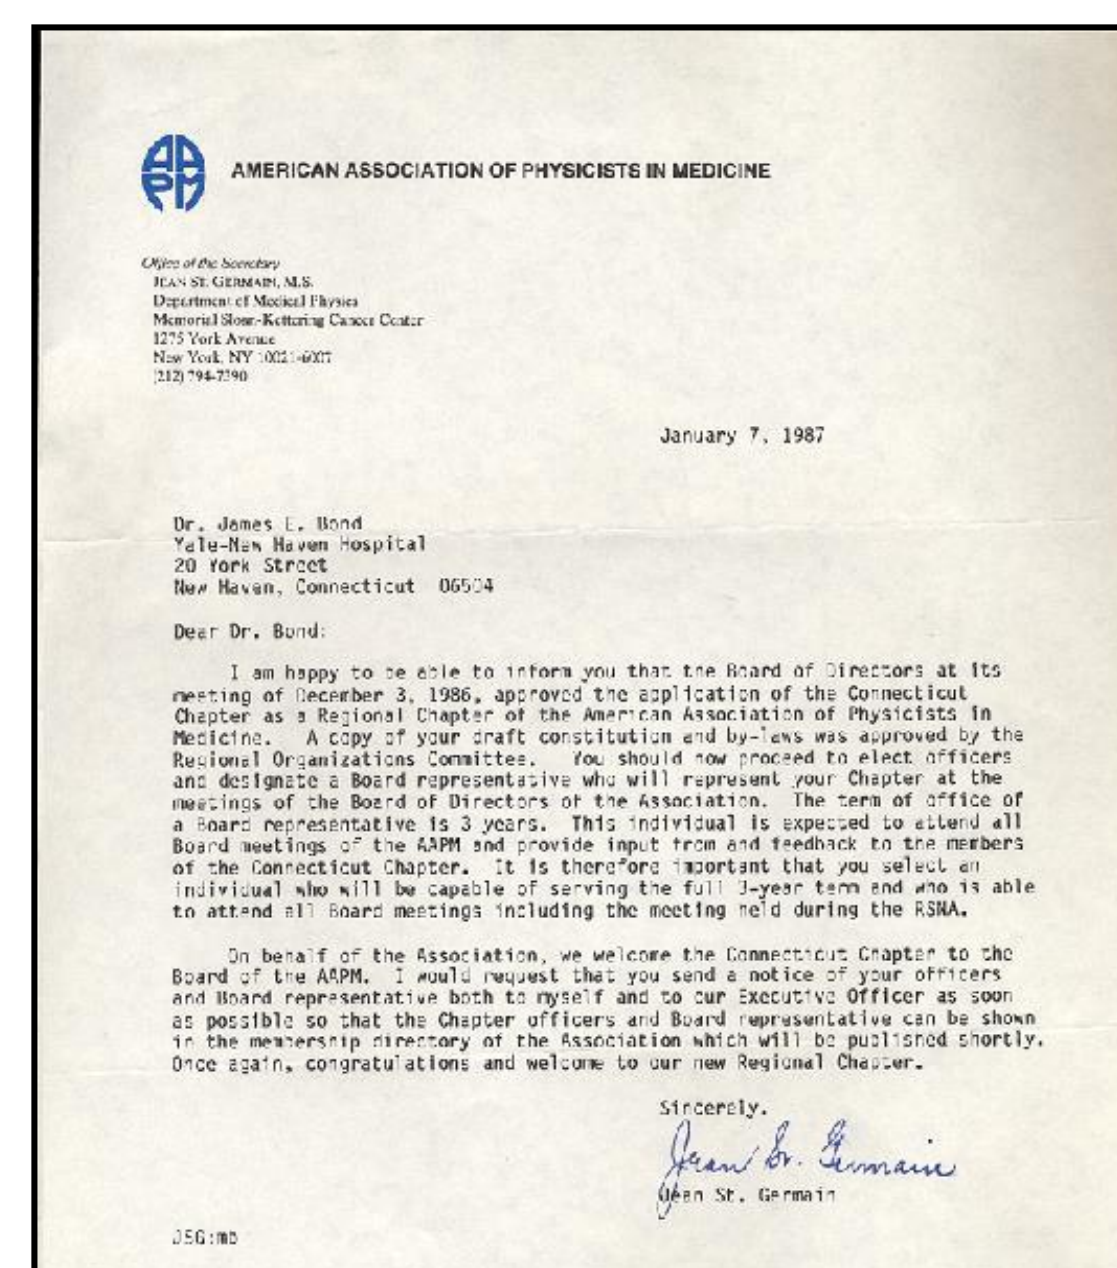 AAPM
AMERICAN ASSOCIATION OF PHYSICISTS IN MEDICINE
Office of the Secretary
JEAN ST. GERMAIN, M.S.
Department of Medical Physics
Memorial Sloan-Kettering Cancer Center
1275 York Avenue
New York, NY 10021-6007
(212) 794-7390
January 7, 1987
Dr. James E. Bond
Yale-New Haven Hospital
20 York Street
New Haven, Connecticut 06504
Dear Dr. Bond:
I am happy to be able to inform you that the Board of Directors at its
meeting of December 3, 1986, approved the application of the Connecticut
Chapter as a Regional Chapter of the American Association of Physicists in
Medicine. A copy of your draft constitution and by-laws was approved by the
Regional Organizations Committee. You should now proceed to elect officers
and designate a Board representative who will represent your Chapter at the
meetings of the Board of Directors of the Association. The term of office of
a Board representative is 3 years. This individual is expected to attend all
Board meetings of the AAPM and provide input from and feedback to the members
of the Connecticut Chapter. It is therefore important that you select an
individual who will be capable of serving the full 3-year term and who is able
to attend all Board meetings including the meeting held during the RSNA.
On behalf of the Association, we welcome the Connecticut Chapter to the
Board of the AAPM. I would request that you send a notice of your officers
and Board representative both to myself and to our Executive Officer as soon
as possible so that the Chapter officers and Board representative can be shown
in the membership directory of the Association which will be published shortly.
Once again, congratulations and welcome to our new Regional Chapter.
Sincerely,
Jean St. Germain
Jean St. Germain
JSG:mb